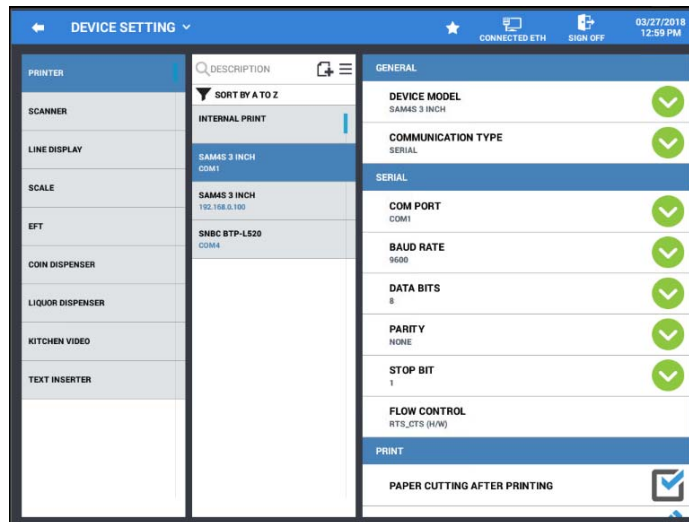 DEVICE SETTING
CONNECTED ETH
SIGN OFF
03/27/2018
12:59 PM
PRINTER
SCANNER
LINE DISPLAY
SCALE
EFT
COIN DISPENSER
LIQUOR DISPENSER
KITCHEN VIDEO
TEXT INSERTER
DESCRIPTION
SORT BY A TO Z
INTERNAL PRINT
SAM4S 3 INCH
COM1
SAM4S 3 INCH
192.168.0.100
SNBC BTP-L520
COM4
GENERAL
DEVICE MODEL
SAM4S 3 INCH
COMMUNICATION TYPE
SERIAL
SERIAL
COM PORT
COM1
BAUD RATE
9600
DATA BITS
8
PARITY
NONE
STOP BIT
1
FLOW CONTROL
RTS_CTS (H/W)
PRINT
PAPER CUTTING AFTER PRINTING